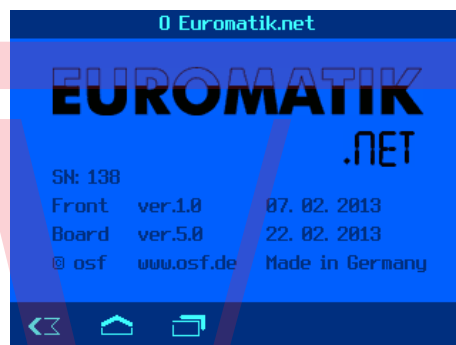 0 Euromatik.net
EUROMATIK
.NET
SN: 138
Front ver.1.0 07. 02. 2013
Board ver.5.0 22. 02. 2013
© osf www.osf.de Made in Germany